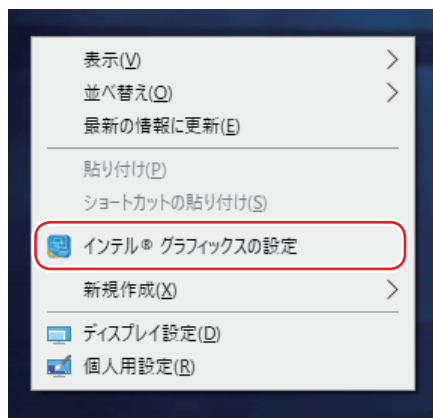 表示(V)
並べ替え(O)
最新の情報に更新(E)
貼り付け(P)
ショートカットの貼り付け(S)
インテル® グラフィックスの設定
新規作成(X)
ディスプレイ設定(D)
個人用設定(R)